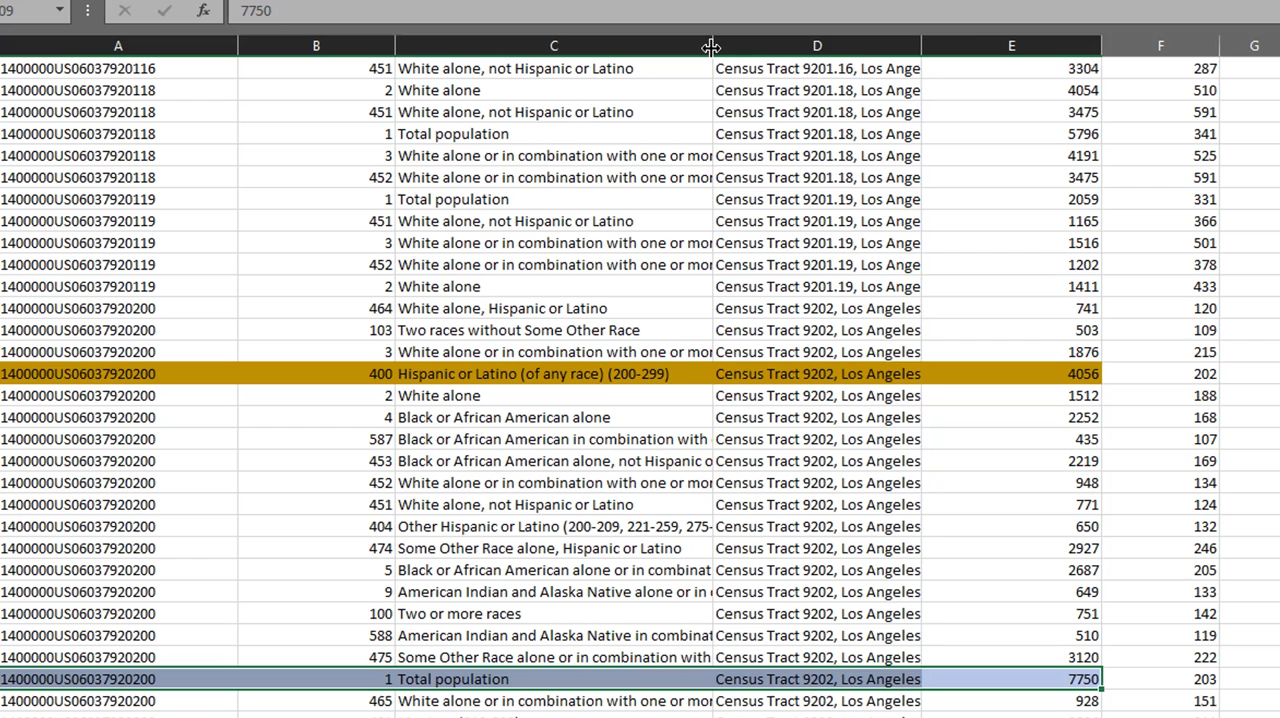 09 fx 7750
A B C D E F G
1400000US06037920116 451 White alone, not Hispanic or Latino Census Tract 9201.16, Los Ange 3304 287
1400000US06037920118 2 White alone Census Tract 9201.18, Los Ange 4054 510
1400000US06037920118 451 White alone, not Hispanic or Latino Census Tract 9201.18, Los Ange 3475 591
1400000US06037920118 1 Total population Census Tract 9201.18, Los Ange 5796 341
1400000US06037920118 3 White alone or in combination with one or mor Census Tract 9201.18, Los Ange 4191 525
1400000US06037920118 452 White alone or in combination with one or mor Census Tract 9201.18, Los Ange 3475 591
1400000US06037920119 1 Total population Census Tract 9201.19, Los Ange 2059 331
1400000US06037920119 451 White alone, not Hispanic or Latino Census Tract 9201.19, Los Ange 1165 366
1400000US06037920119 3 White alone or in combination with one or mor Census Tract 9201.19, Los Ange 1516 501
1400000US06037920119 452 White alone or in combination with one or mor Census Tract 9201.19, Los Ange 1202 378
1400000US06037920119 2 White alone Census Tract 9201.19, Los Ange 1411 433
1400000US06037920200 464 White alone, Hispanic or Latino Census Tract 9202, Los Angeles 741 120
1400000US06037920200 103 Two races without Some Other Race Census Tract 9202, Los Angeles 503 109
1400000US06037920200 3 White alone or in combination with one or mor Census Tract 9202, Los Angeles 1876 215
1400000US06037920200 400 Hispanic or Latino (of any race) (200-299) Census Tract 9202, Los Angeles 4056 202
1400000US06037920200 2 White alone Census Tract 9202, Los Angeles 1512 188
1400000US06037920200 4 Black or African American alone Census Tract 9202, Los Angeles 2252 168
1400000US06037920200 587 Black or African American in combination with Census Tract 9202, Los Angeles 435 107
1400000US06037920200 453 Black or African American alone, not Hispanic o Census Tract 9202, Los Angeles 2219 169
1400000US06037920200 452 White alone or in combination with one or mor Census Tract 9202, Los Angeles 948 134
1400000US06037920200 451 White alone, not Hispanic or Latino Census Tract 9202, Los Angeles 771 124
1400000US06037920200 404 Other Hispanic or Latino (200-209, 221-259, 275- Census Tract 9202, Los Angeles 650 132
1400000US06037920200 474 Some Other Race alone, Hispanic or Latino Census Tract 9202, Los Angeles 2927 246
1400000US06037920200 5 Black or African American alone or in combinat Census Tract 9202, Los Angeles 2687 205
1400000US06037920200 9 American Indian and Alaska Native alone or in Census Tract 9202, Los Angeles 649 133
1400000US06037920200 100 Two or more races Census Tract 9202, Los Angeles 751 142
1400000US06037920200 588 American Indian and Alaska Native in combinat Census Tract 9202, Los Angeles 510 119
1400000US06037920200 475 Some Other Race alone or in combination with Census Tract 9202, Los Angeles 3120 222
1400000US06037920200 1 Total population Census Tract 9202, Los Angeles 7750 203
1400000US06037920200 465 White alone or in combination with one or mor Census Tract 9202, Los Angeles 928 151